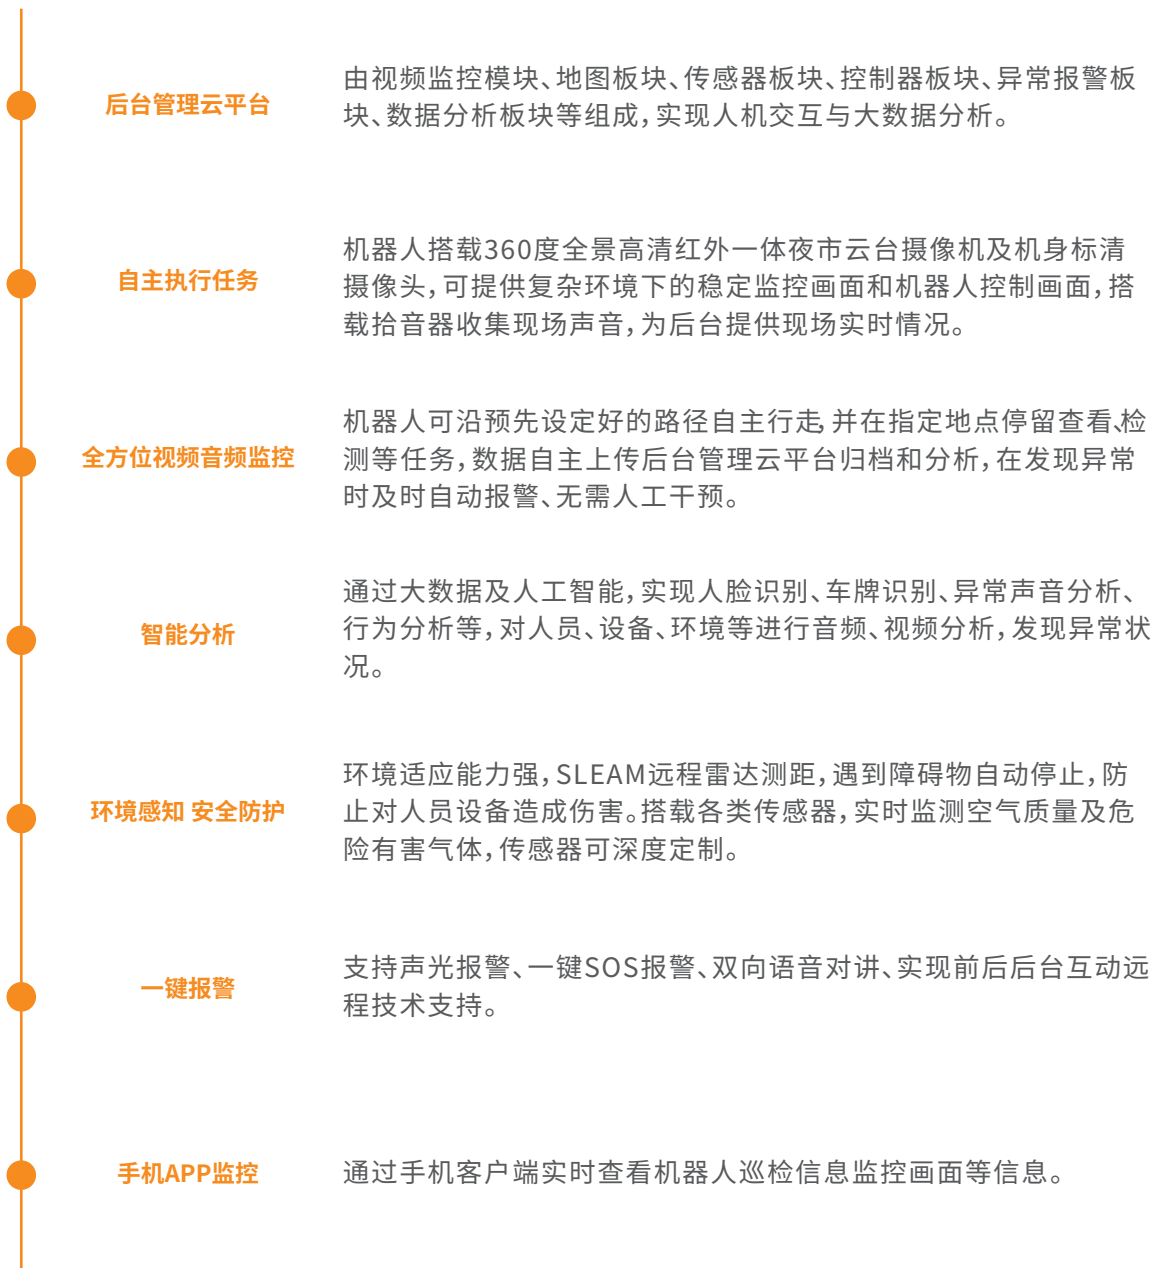 后台管理云平台
由视频监控模块、地图板块、传感器板块、控制器板块、异常报警板
块、数据分析板块等组成，实现人机交互与大数据分析。
自主执行任务
机器人搭载360度全景高清红外一体夜市云台摄像机及机身标清
摄像头，可提供复杂环境下的稳定监控画面和机器人控制画面，搭
载拾音器收集现场声音，为后台提供现场实时情况。
全方位视频音频监控
机器人可沿预先设定好的路径自主行走，并在指定地点停留查看、检
测等任务，数据自主上传后台管理云平台归档和分析，在发现异常
时及时自动报警、无需人工干预。
智能分析
通过大数据及人工智能，实现人脸识别、车牌识别、异常声音分析、
行为分析等，对人员、设备、环境等进行音频、视频分析，发现异常状
况。
环境感知 安全防护
环境适应能力强，SLEAM远程雷达测距，遇到障碍物自动停止，防
止对人员设备造成伤害。搭载各类传感器，实时监测空气质量及危
险有害气体，传感器可深度定制。
一键报警
支持声光报警、一键SOS报警、双向语音对讲、实现前后后台互动远
程技术支持。
手机APP监控
通过手机客户端实时查看机器人巡检信息监控画面等信息。